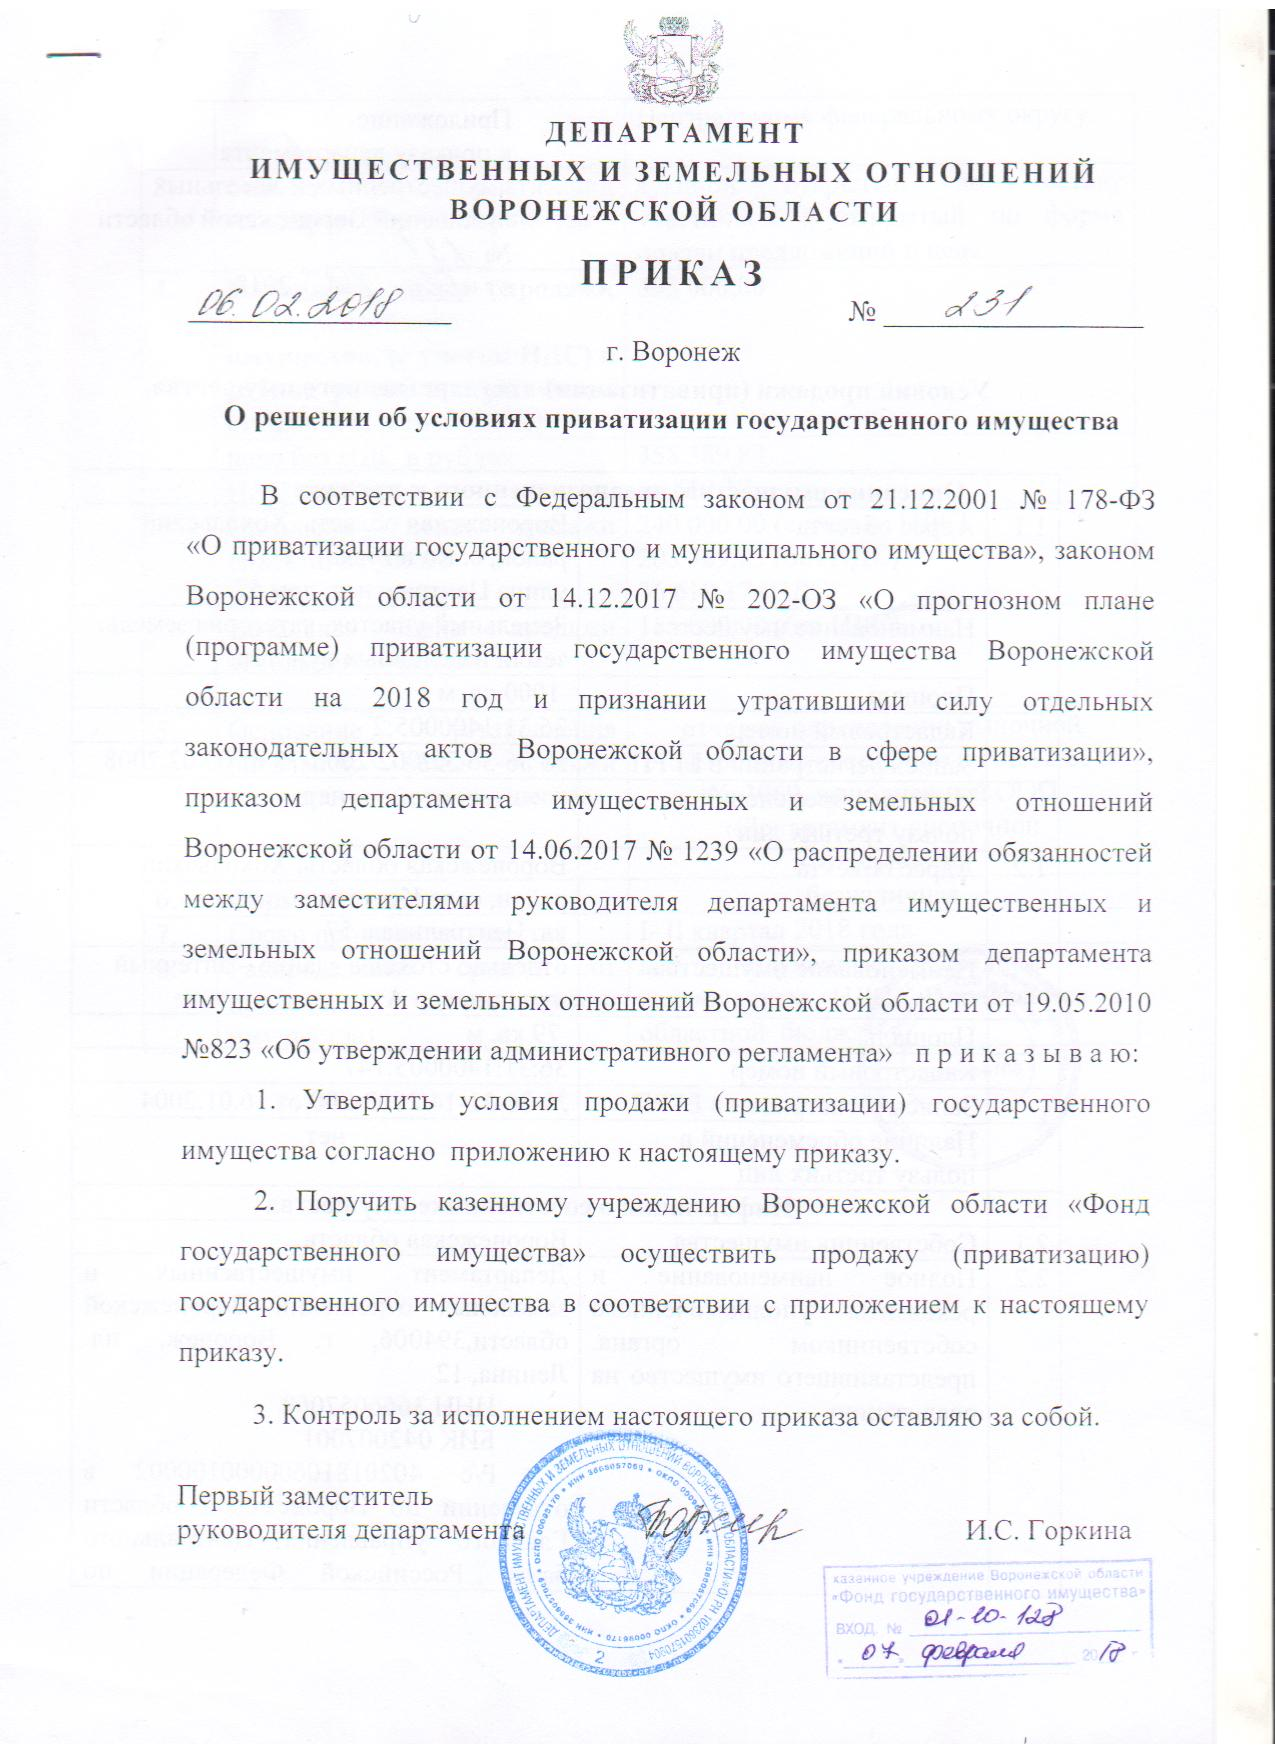 ДЕПАРТАМЕНТ
ИМУЩЕСТВЕННЫХ И ЗЕМЕЛЬНЫХ ОТНОШЕНИЙ
ВОРОНЕЖСКОЙ ОБЛАСТИ
ПРИКАЗ
06.02.2018 № 231
г. Воронеж
О решении об условиях приватизации государственного имущества
В соответствии с Федеральным законом от 21.12.2001 № 178-ФЗ
«О приватизации государственного и муниципального имущества», законом
Воронежской области от 14.12.2017 № 202-ОЗ «О прогнозном плане
(программе) приватизации государственного имущества Воронежской
области на 2018 год и признании утратившими силу отдельных
законодательных актов Воронежской области в сфере приватизации»,
приказом департамента имущественных и земельных отношений
Воронежской области от 14.06.2017 № 1239 «О распределении обязанностей
между заместителями руководителя департамента имущественных и
земельных отношений Воронежской области», приказом департамента
имущественных и земельных отношений Воронежской области от 19.05.2010
№823 «Об утверждении административного регламента» п р и к а з ы в а ю:
1. Утвердить условия продажи (приватизации) государственного
имущества согласно приложению к настоящему приказу.
2. Поручить казенному учреждению Воронежской области «Фонд
государственного имущества» осуществить продажу (приватизацию)
государственного имущества в соответствии с приложением к настоящему
приказу.
3. Контроль за исполнением настоящего приказа оставляю за собой.
Первый заместитель
руководителя департамента И.С. Горкина
казенное учреждение Воронежской области
«Фонд государственного имущества»
ВХОД. № 01-10-128
« 07 » февраля 2018 г
ДЕПАРТАМЕНТ ИМУЩЕСТВЕННЫХ И ЗЕМЕЛЬНЫХ ОТНОШЕНИЙ ВОРОНЕЖСКОЙ ОБЛАСТИ
2